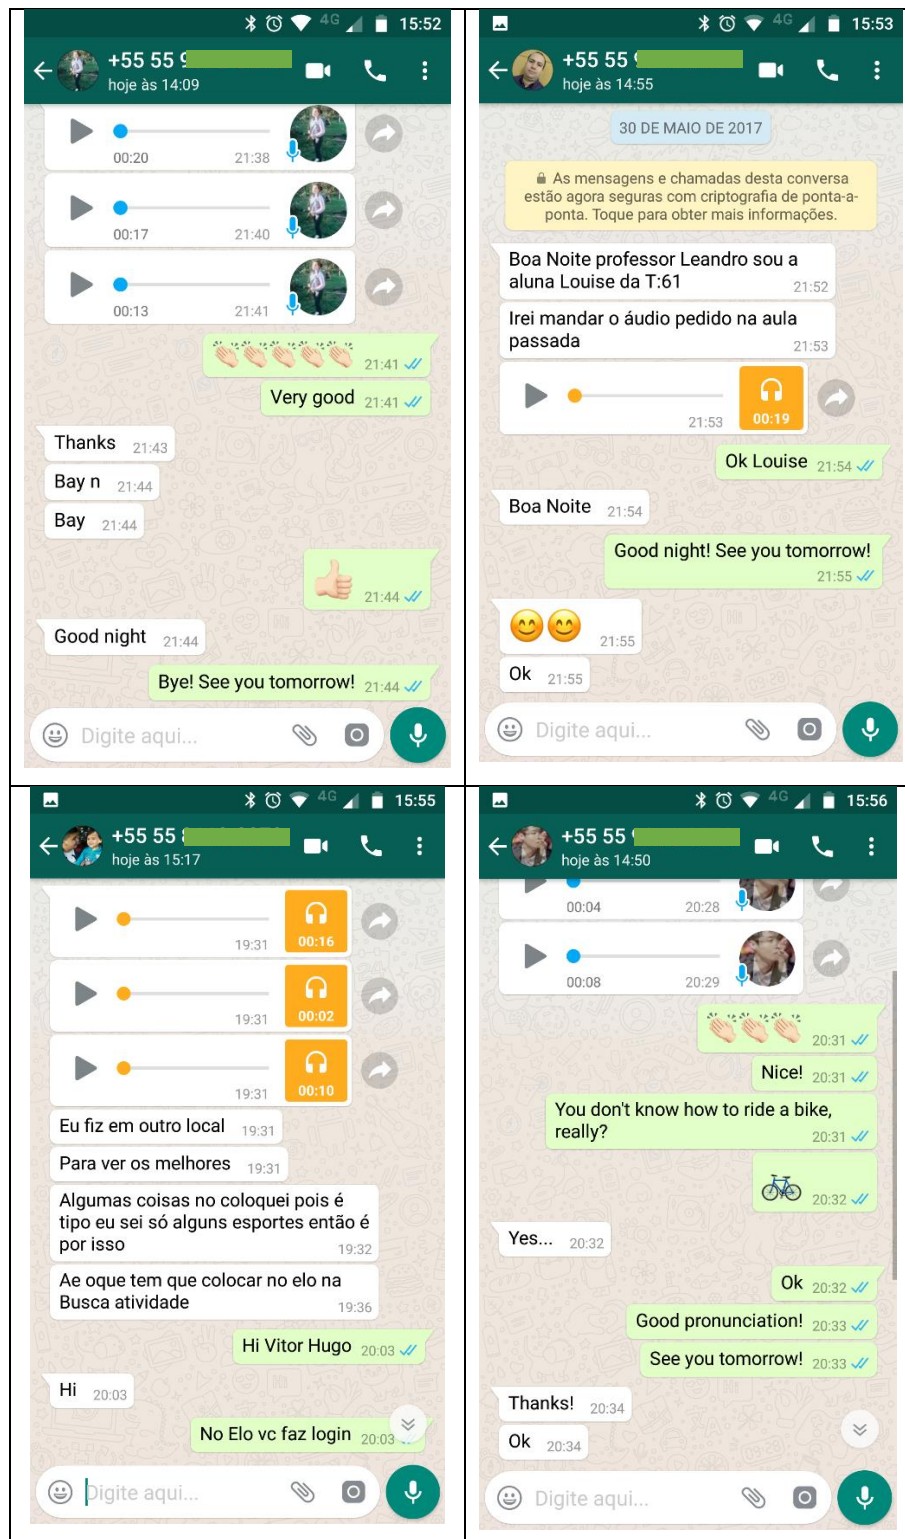 4G 15:52
+55 55 9
hoje às 14:09
00:20 21:38
00:17 21:40
00:13 21:41
21:41
Very good 21:41
Thanks 21:43
Bay n 21:44
Bay 21:44
21:44
Good night 21:44
Bye! See you tomorrow! 21:44
Digite aqui...
4G 15:53
+55 55
hoje às 14:55
30 DE MAIO DE 2017
As mensagens e chamadas desta conversa
estão agora seguras com criptografia de ponta-a-
ponta. Toque para obter mais informações.
Boa Noite professor Leandro sou a
aluna Louise da T:61 21:52
Irei mandar o áudio pedido na aula
passada 21:53
21:53 00:19
Ok Louise 21:54
Boa Noite 21:54
Good night! See you tomorrow!
21:55
21:55
Ok 21:55
Digite aqui...
4G 15:55
+55 55
hoje às 15:17
19:31 00:16
19:31 00:02
19:31 00:10
Eu fiz em outro local 19:31
Para ver os melhores 19:31
Algumas coisas no coloquei pois é
tipo eu sei só alguns esportes então é
por isso 19:32
Ae oque tem que colocar no elo na
Busca atividade 19:36
Hi Vitor Hugo 20:03
Hi 20:03
No Elo vc faz login 20:03
Digite aqui...
4G 15:56
+55 55
hoje às 14:50
00:04 20:28
00:08 20:29
20:31
Nice! 20:31
You don't know how to ride a bike,
really? 20:31
20:32
Yes... 20:32
Ok 20:32
Good pronunciation! 20:33
See you tomorrow! 20:33
Thanks! 20:34
Ok 20:34
Digite aqui...